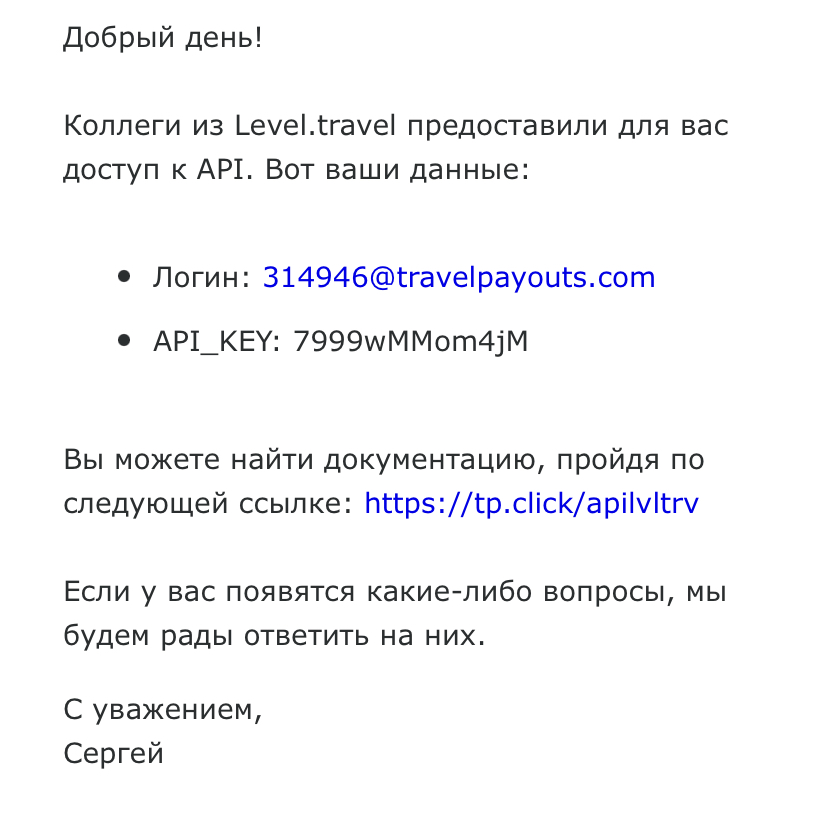 Добрый день!
Коллеги из Level.travel предоставили для вас
доступ к API. Вот ваши данные:
• Логин: 314946@travelpayouts.com
• API_KEY: 7999wMMom4jM
Вы можете найти документацию, пройдя по
следующей ссылке: https://tp.click/apilvltrv
Если у вас появятся какие-либо вопросы, мы
будем рады ответить на них.
С уважением,
Сергей